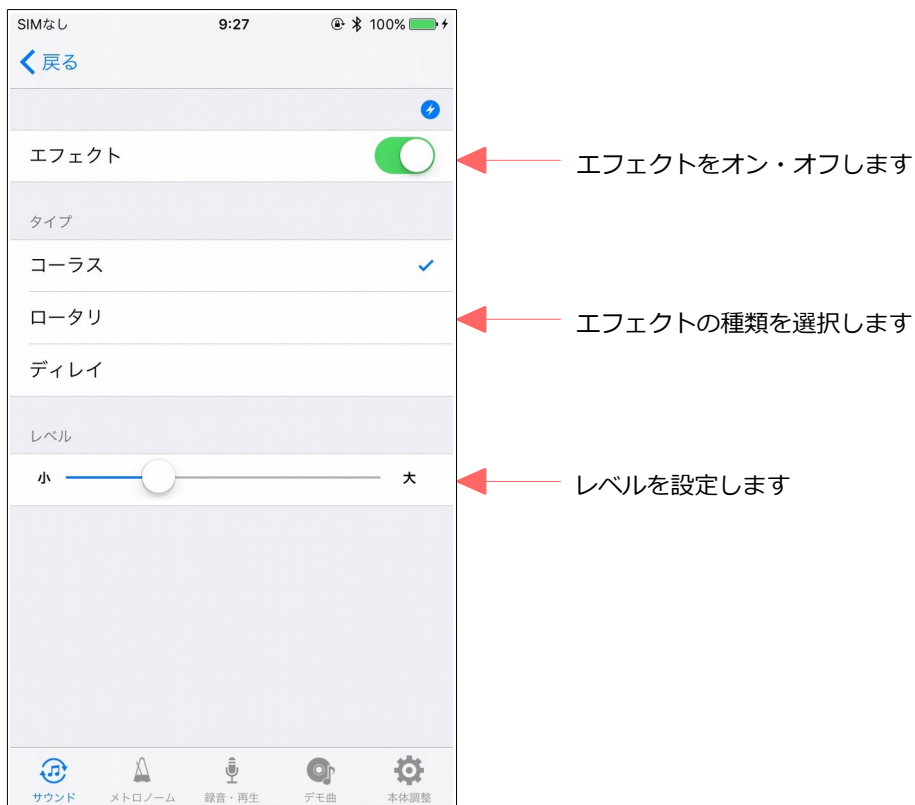 SIMなし 9:27 100%
戻る
エフェクト
エフェクトをオン・オフします
タイプ
コーラス
ロータリ
エフェクトの種類を選択します
ディレイ
レベル
小 大
レベルを設定します
サウンド メトロノーム 録音・再生 デモ曲 本体調整